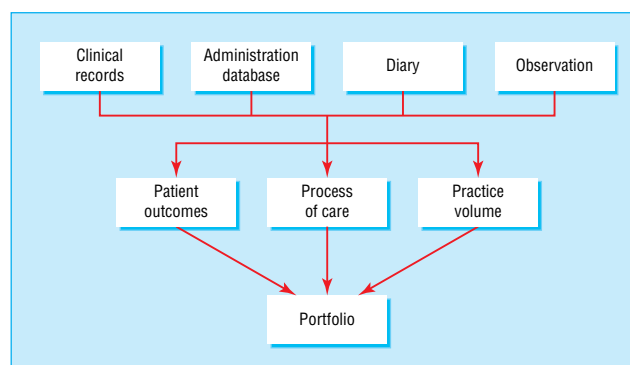 Clinical
records
Administration
database
Diary
Observation
Patient
outcomes
Process
of care
Practice
volume
Portfolio